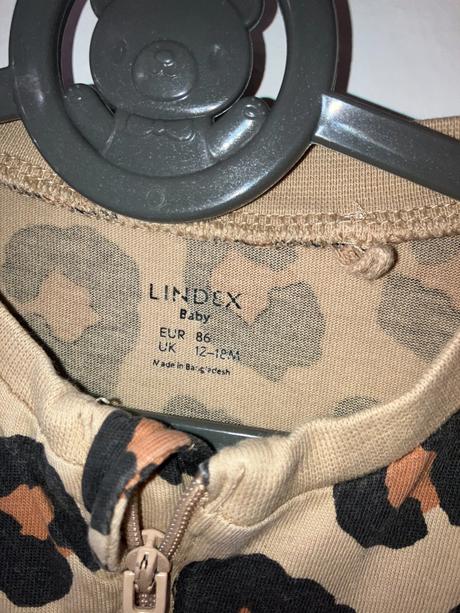 LINDEX
Baby
EUR 86
UK 12-18M
Made in Bangladesh